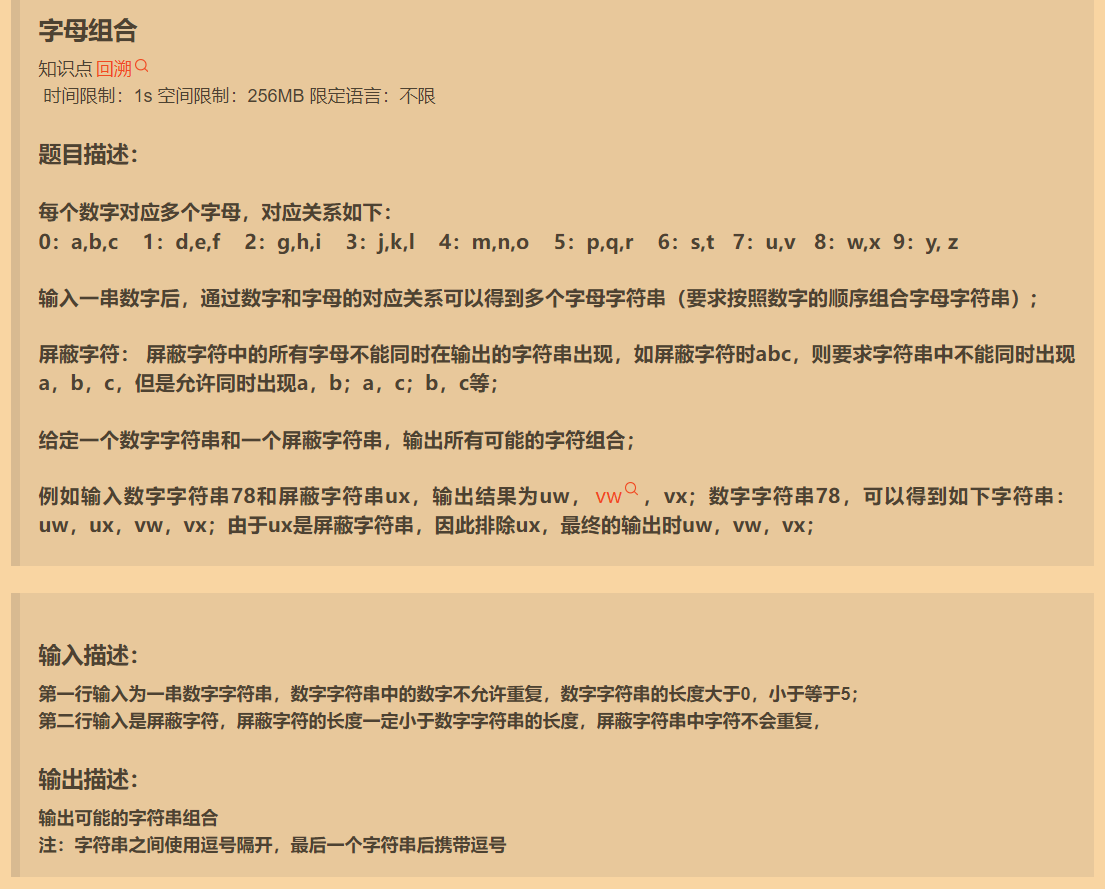 字母组合
知识点回溯
时间限制：1s 空间限制：256MB 限定语言：不限
题目描述：
每个数字对应多个字母，对应关系如下：
0：a,b,c 1：d,e,f 2：g,h,i 3：j,k,l 4：m,n,o 5：p,q,r 6：s,t 7：u,v 8：w,x 9：y, z
输入一串数字后，通过数字和字母的对应关系可以得到多个字母字符串（要求按照数字的顺序组合字母字符串）；
屏蔽字符： 屏蔽字符中的所有字母不能同时在输出的字符串出现，如屏蔽字符时abc，则要求字符串中不能同时出现
a，b，c，但是允许同时出现a，b；a，c；b，c等；
给定一个数字字符串和一个屏蔽字符串，输出所有可能的字符组合；
例如输入数字字符串78和屏蔽字符串ux，输出结果为uw，vw，vx；数字字符串78，可以得到如下字符串：
uw，ux，vw，vx；由于ux是屏蔽字符串，因此排除ux，最终的输出时uw，vw，vx；
输入描述：
第一行输入为一串数字字符串，数字字符串中的数字不允许重复，数字字符串的长度大于0，小于等于5；
第二行输入是屏蔽字符，屏蔽字符的长度一定小于数字字符串的长度，屏蔽字符串中字符不会重复，
输出描述：
输出可能的字符串组合
注：字符串之间使用逗号隔开，最后一个字符串后携带逗号